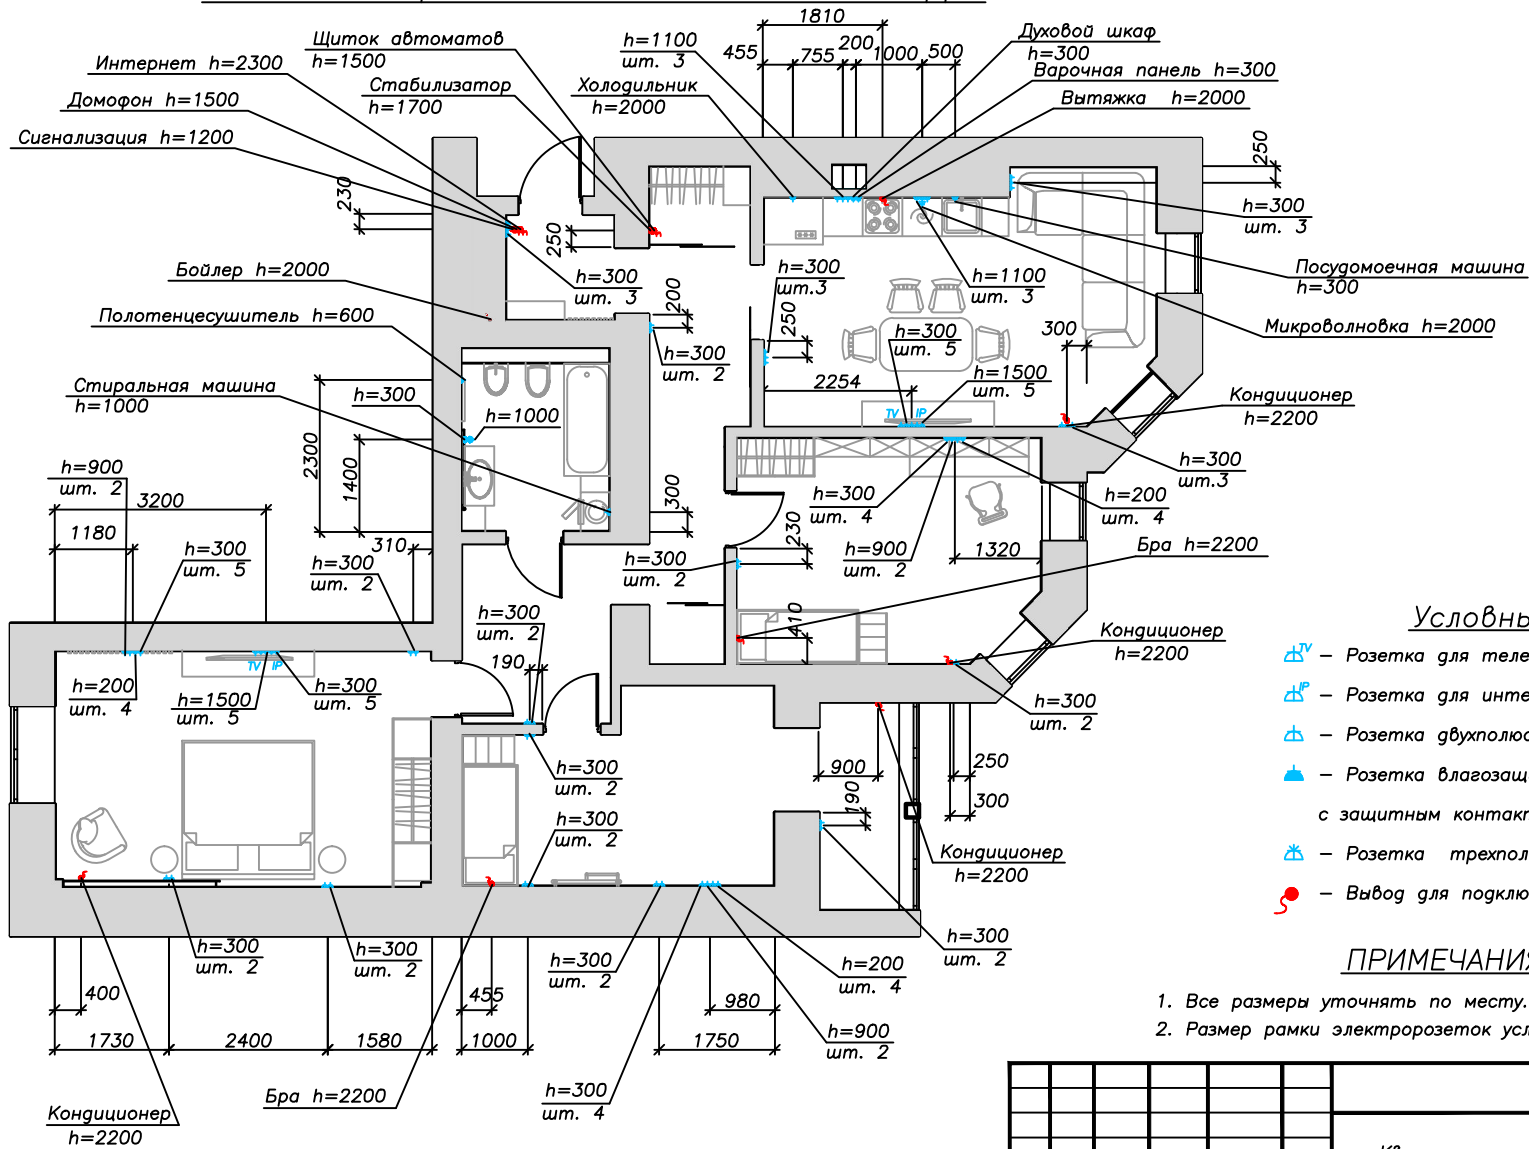 1810
Духовой шкаф
h=300
Щиток автоматов
h=1500
h=1100
шт. 3
455
755
200
1000
500
Интернет h=2300
Стабилизатор
h=1700
Холодильник
h=2000
Варочная панель h=300
Вытяжка h=2000
Домофон h=1500
Сигнализация h=1200
250
230
250
h=300
шт. 3
Бойлер h=2000
h=300
шт. 3
h=300
шт.3
h=1100
шт. 3
Посудомоечная машина
h=300
Полотенцесушитель h=600
200
250
h=300
шт. 5
300
Микроволновка h=2000
h=300
шт. 2
h=1500
шт. 5
2254
Стиральная машина
h=1000
h=300
h=1000
TV
IP
Кондиционер
h=2200
2300
1400
h=900
шт. 2
h=300
шт.3
3200
300
h=300
шт. 4
h=200
шт. 4
1180
310
230
h=300
шт. 5
h=300
шт. 2
h=300
шт. 2
h=900
шт. 2
1320
Бра h=2200
h=300
шт. 2
410
190
Кондиционер
h=2200
Условны
TV
– Розетка для теле
IP
– Розетка для инте
– Розетка двухполюс
– Розетка влагозащи
с защитным контакт
– Розетка трехпол
– Вывод для подклю
TV
IP
h=200
шт. 4
h=1500
шт. 5
h=300
шт. 5
h=300
шт. 2
h=300
шт. 2
900
190
250
300
h=300
шт. 2
Кондиционер
h=2200
h=300
шт. 2
h=300
шт. 2
h=300
шт. 2
h=300
шт. 2
h=200
шт. 4
ПРИМЕЧАНИЯ
400
455
980
1. Все размеры уточнять по месту.
2. Размер рамки электророзеток усл
1730
2400
1580
1000
1750
h=900
шт. 2
Бра h=2200
h=300
шт. 4
Кондиционер
h=2200